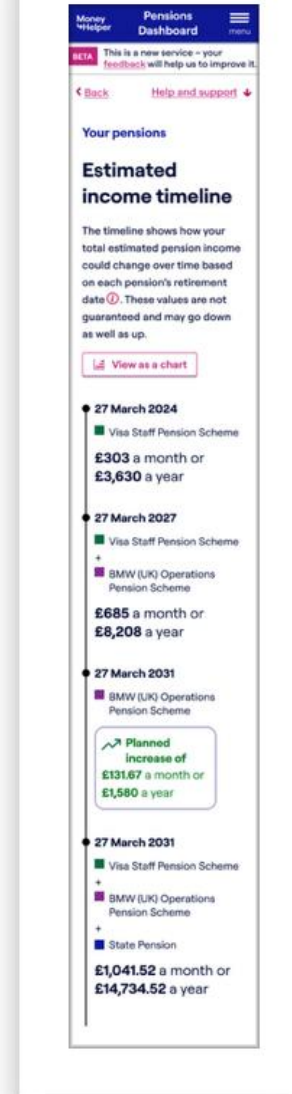 Money Helper
Pensions Dashboard
menu
BETA
This is a new service – your
feedback will help us to improve it.
Back
Help and support
Your pensions
Estimated
income timeline
The timeline shows how your
total estimated pension income
could change over time based
on each pension's retirement
date. These values are not
guaranteed and may go down
as well as up.
View as a chart
27 March 2024
Visa Staff Pension Scheme
£303 a month or
£3,630 a year
27 March 2027
Visa Staff Pension Scheme
+
BMW (UK) Operations
Pension Scheme
£685 a month or
£8,208 a year
27 March 2031
BMW (UK) Operations
Pension Scheme
Planned
increase of
£131.67 a month or
£1,580 a year
27 March 2031
Visa Staff Pension Scheme
+
BMW (UK) Operations
Pension Scheme
+
State Pension
£1,041.52 a month or
£14,734.52 a year